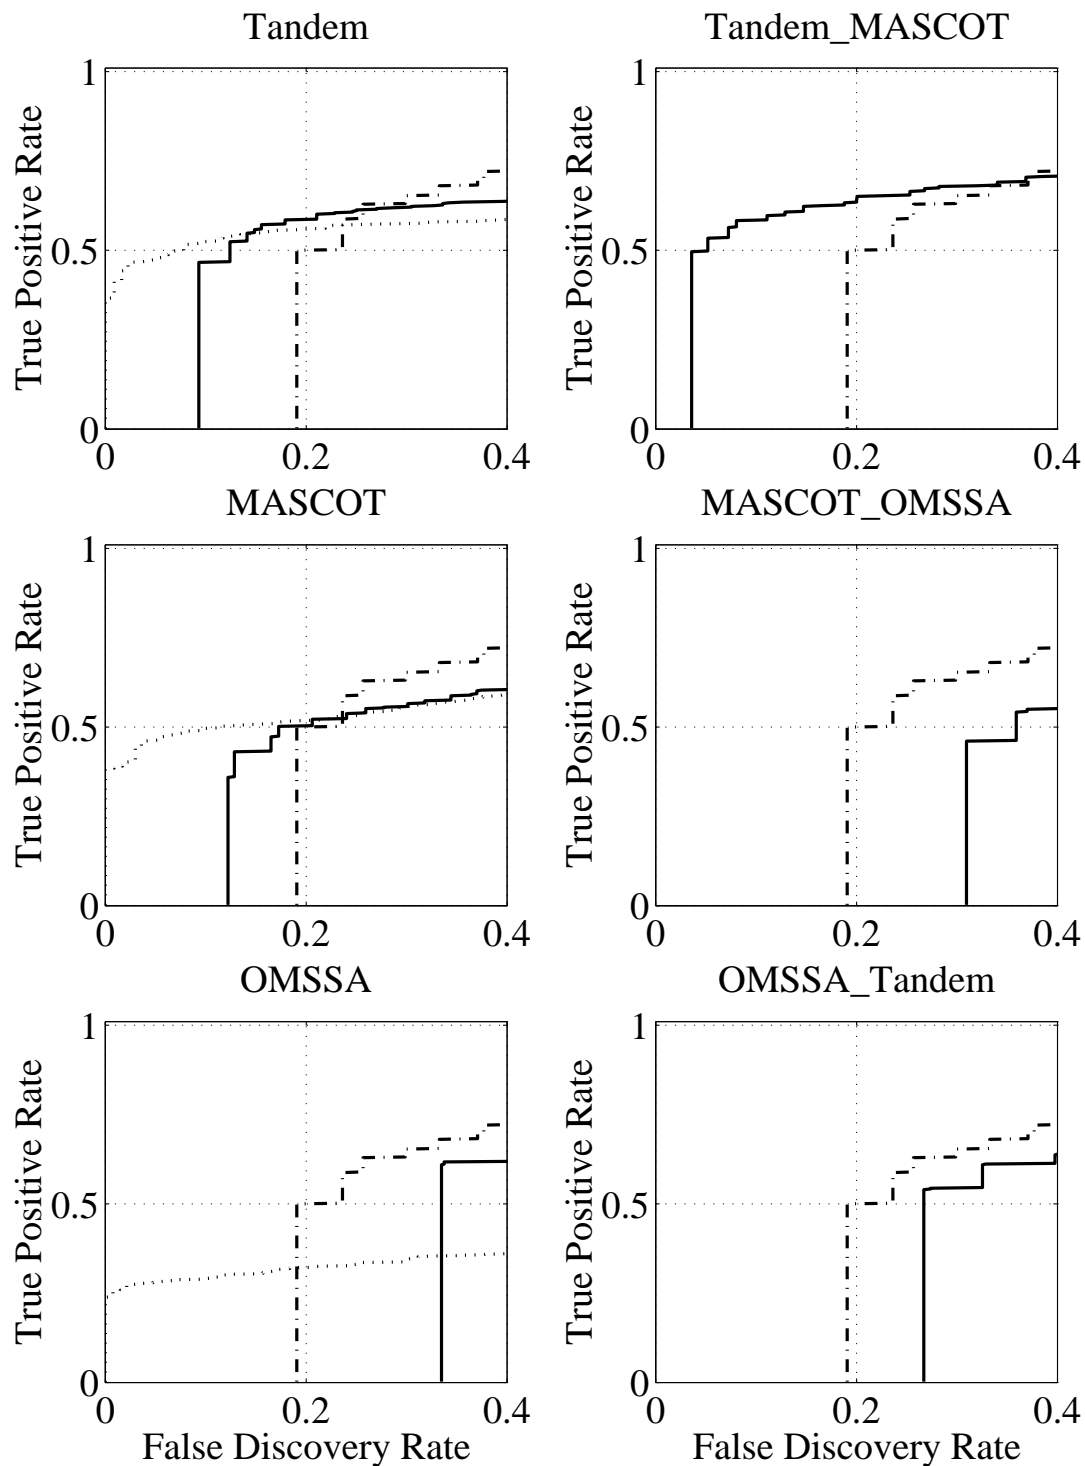 Tandem
Tandem_MASCOT
1
0.5
0
True Positive Rate
0
0.2
0.4
1
0.5
0
True Positive Rate
0
0.2
0.4
MASCOT
MASCOT_OMSSA
1
0.5
0
True Positive Rate
0
0.2
0.4
1
0.5
0
True Positive Rate
0
0.2
0.4
OMSSA
OMSSA_Tandem
1
0.5
0
True Positive Rate
0
0.2
0.4
False Discovery Rate
1
0.5
0
True Positive Rate
0
0.2
0.4
False Discovery Rate